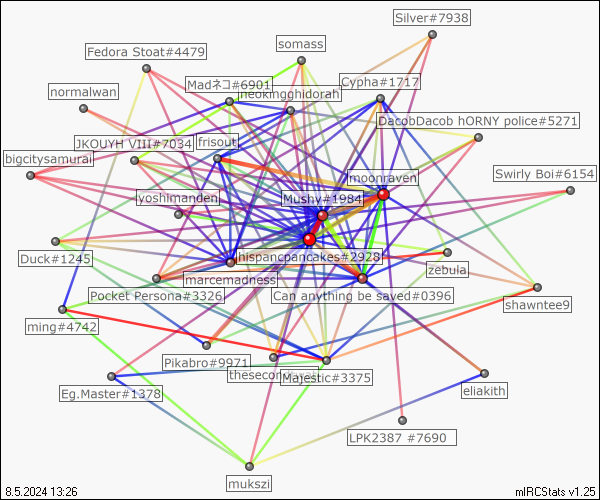 Silver#7938
somass
Fedora Stoat#4479
Madネコ#6901
Cypha#1717
normalwan
neokingghidorah
DacobDacob hORNY police#5271
JKOUYH VIII#7034
frisout
bigcitysamurai
moonraven
Swirly Boi#6154
yoshimanden
Mushy#1984
Duck#1245
hispancpancakes#2928
zebula
marcemadness
Pocket Persona#3326
Can anything be saved#0396
shawntee9
ming#4742
Pikabro#9971
Majestic#3375
Eg.Master#1378
eliakith
LPK2387 #7690
mukszi
8.5.2024 13:26
mIRCStats v1.25